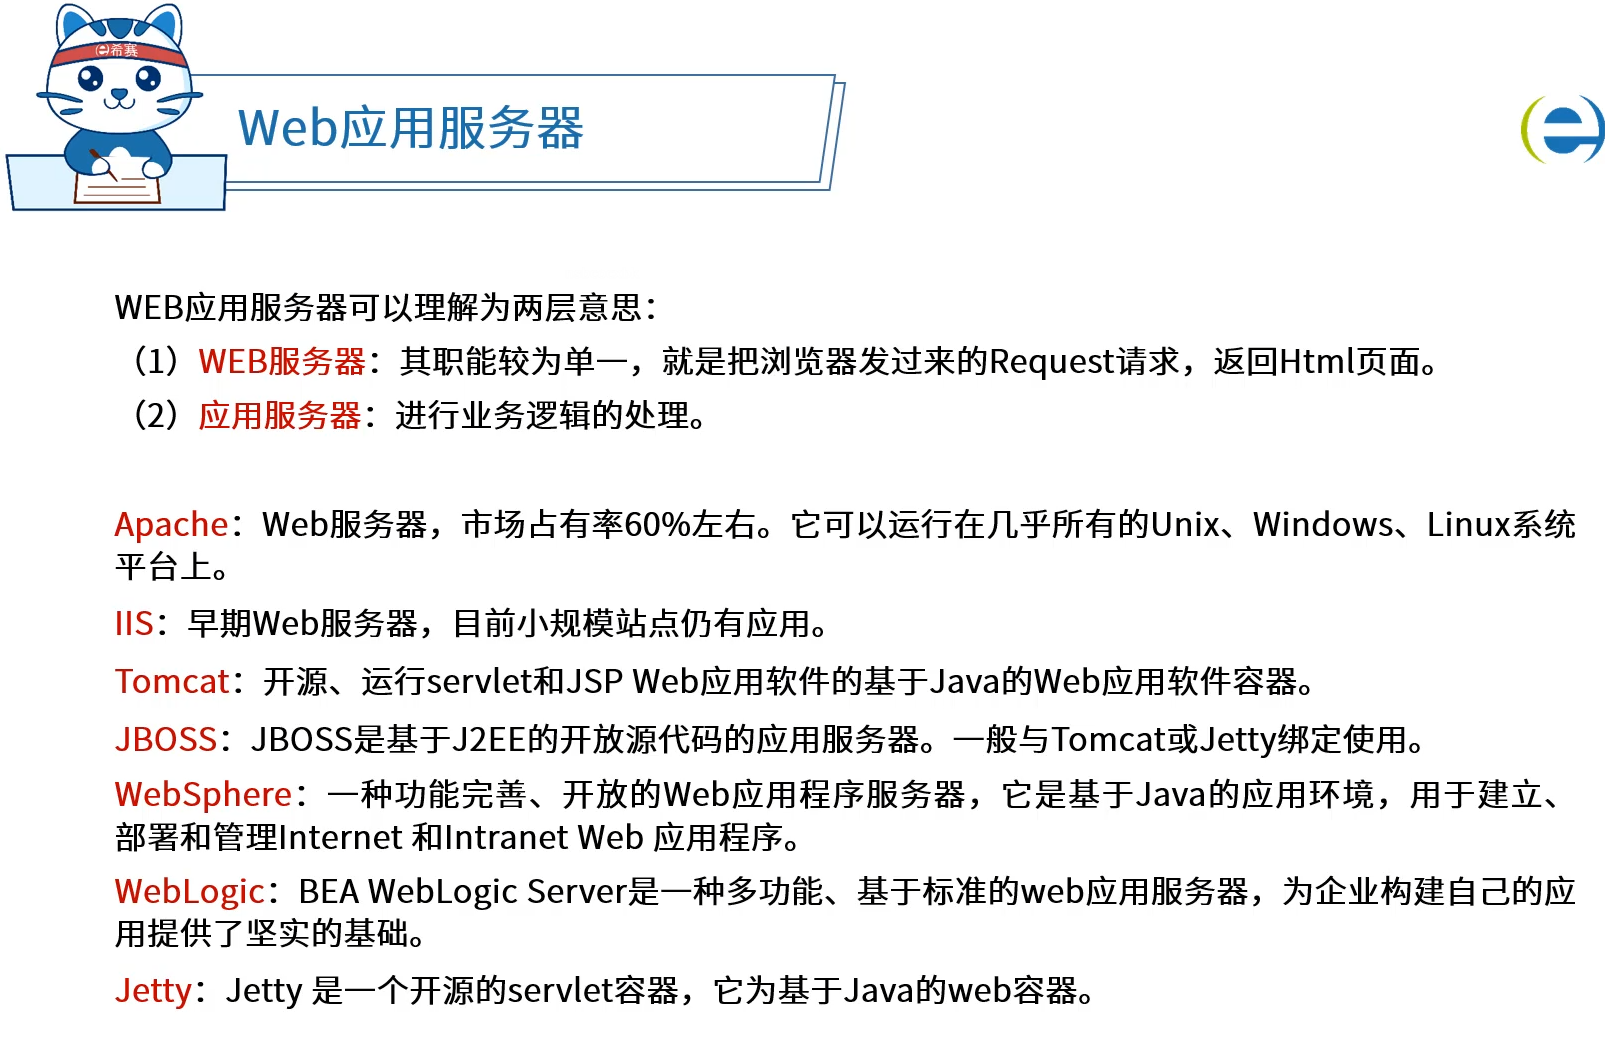 e希赛
Web应用服务器
WEB应用服务器可以理解为两层意思：
（1）WEB服务器：其职能较为单一，就是把浏览器发过来的Request请求，返回Html页面。
（2）应用服务器：进行业务逻辑的处理。
Apache：Web服务器，市场占有率60%左右。它可以运行在几乎所有的Unix、Windows、Linux系统
平台上。
IIS：早期Web服务器，目前小规模站点仍有应用。
Tomcat：开源、运行servlet和JSP Web应用软件的基于Java的Web应用软件容器。
JBOSS：JBOSS是基于J2EE的开放源代码的应用服务器。一般与Tomcat或Jetty绑定使用。
WebSphere：一种功能完善、开放的Web应用程序服务器，它是基于Java的应用环境，用于建立、
部署和管理Internet 和Intranet Web 应用程序。
WebLogic：BEA WebLogic Server是一种多功能、基于标准的web应用服务器，为企业构建自己的应
用提供了坚实的基础。
Jetty：Jetty 是一个开源的servlet容器，它为基于Java的web容器。